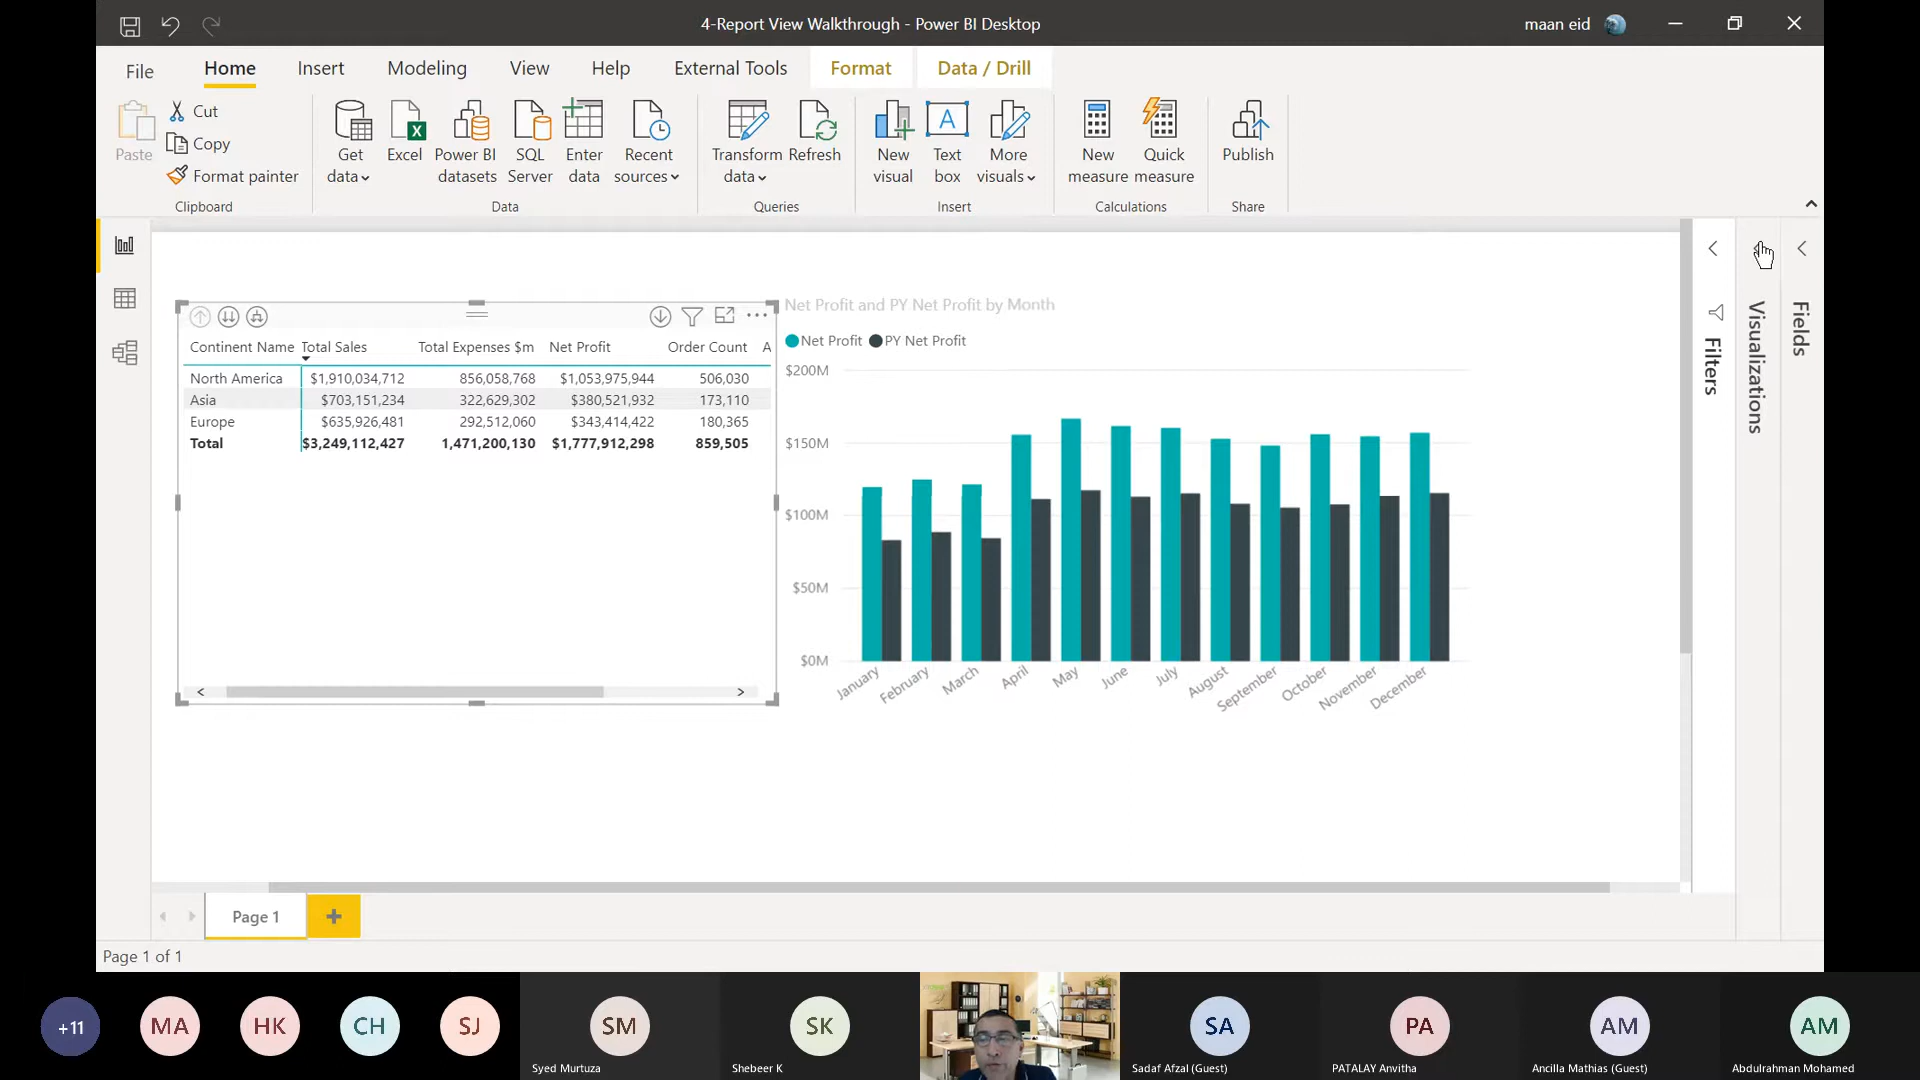 4-Report View Walkthrough - Power BI Desktop
maan eid
File Home Insert Modeling View Help External Tools Format Data / Drill
Paste
Cut
Copy
Format painter
Clipboard
Get data
Excel
Power BI datasets
SQL Server
Enter data
Recent sources
Data
Transform data
Refresh
Queries
New visual
A
Text box
More visuals
Insert
New measure
Quick measure
Calculations
Publish
Share
Continent Name Total Sales Total Expenses $m Net Profit Order Count A
North America $1,910,034,712 856,058,768 $1,053,975,944 506,030
Asia $703,151,234 322,629,302 $380,521,932 173,110
Europe $635,926,481 292,512,060 $343,414,422 180,365
Total $3,249,112,427 1,471,200,130 $1,777,912,298 859,505
Net Profit and PY Net Profit by Month
Net Profit PY Net Profit
$200M
$150M
$100M
$50M
$0M
January February March April May June July August September October November December
Filters
Visualizations
Fields
Page 1
Page 1 of 1
+11
MA
HK
CH
SJ
SM
Syed Murtuza
SK
Shebeer K
SA
Sadaf Afzal (Guest)
PA
PATALAY Anvitha
AM
Ancilla Mathias (Guest)
AM
Abdulrahman Mohamed